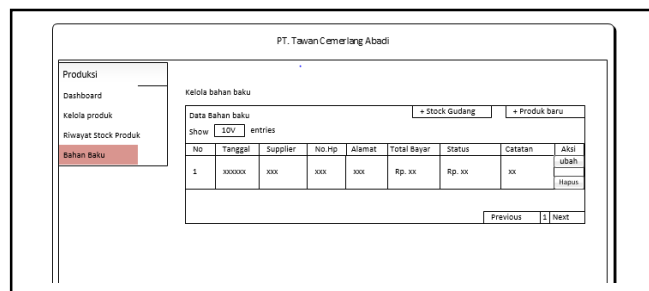 PT. Tawan Cemerlang Abadi
Produksi
Dashboard
Kelola produk
Riwayat Stock Produk
Bahan Baku
Kelola bahan baku
Data Bahan baku + Stock Gudang + Produk baru
Show 10V entries
No Tanggal Supplier No.Hp Alamat Total Bayar Status Catatan Aksi
1 xxxxxx xxx xxx xxx Rp. xx Rp. xx xx ubah
Hapus
Previous 1 Next